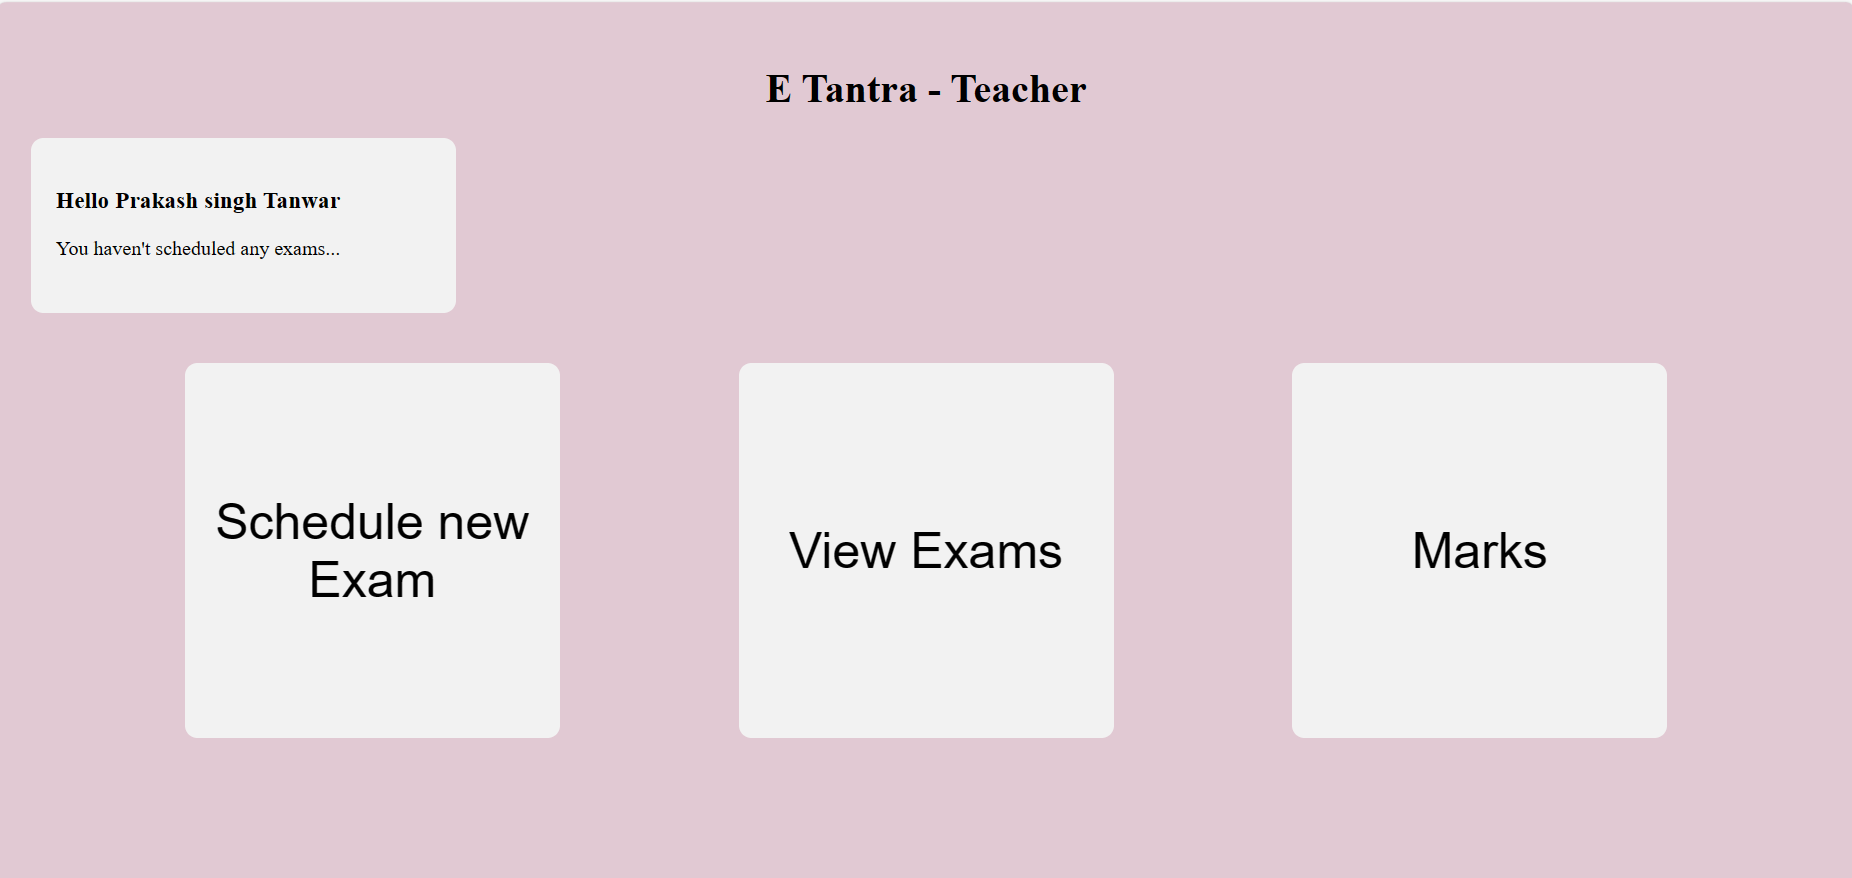 E Tantra - Teacher
Hello Prakash singh Tanwar
You haven't scheduled any exams...
Schedule new
Exam
View Exams
Marks